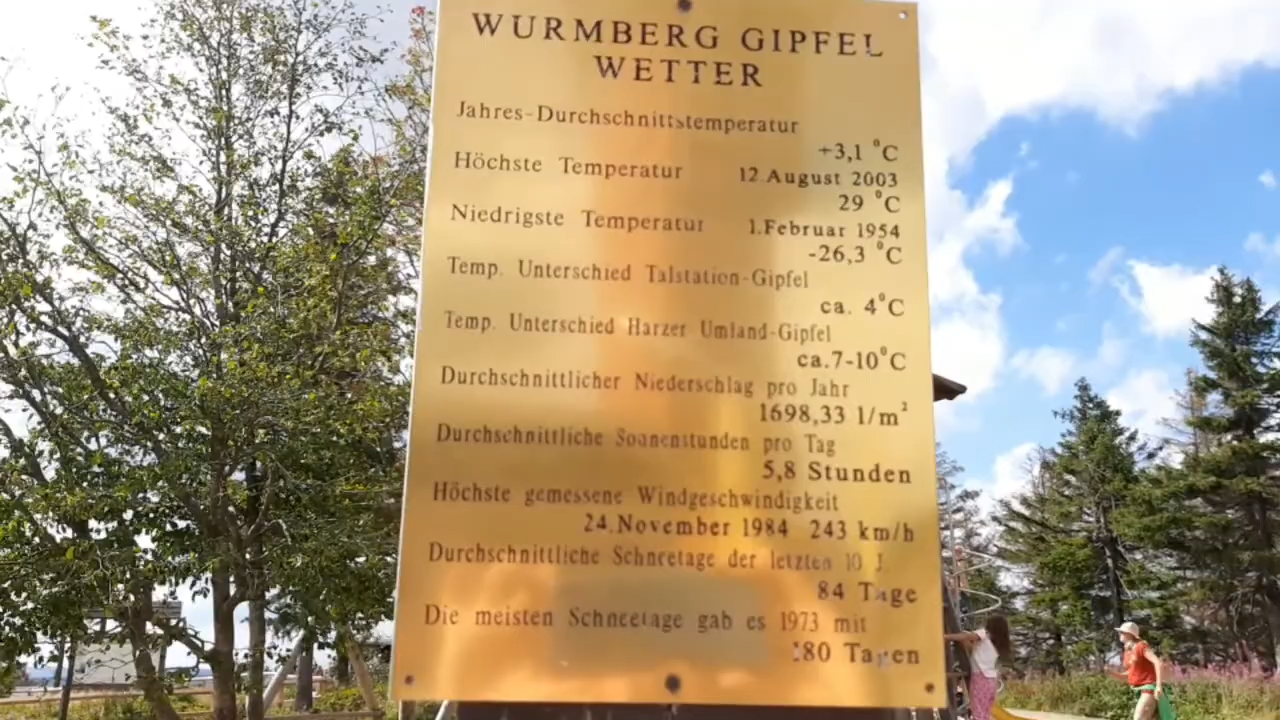 WURMBERG GIPFEL
WETTER
Jahres-Durchschnittstemperatur
+3,1 °C
Höchste Temperatur 12.August 2003
29 °C
Niedrigste Temperatur 1.Februar 1954
-26,3 °C
Temp. Unterschied Talstation-Gipfel
ca. 4°C
Temp. Unterschied Harzer Umland-Gipfel
ca.7-10°C
Durchschnittlicher Niederschlag pro Jahr
1698,33 l/m²
Durchschnittliche Sonnenstunden pro Tag
5,8 Stunden
Höchste gemessene Windgeschwindigkeit
24.November 1984 243 km/h
Durchschnittliche Schneetage der letzten 10 J.
84 Tage
Die meisten Schneetage gab es 1973 mit
180 Tagen